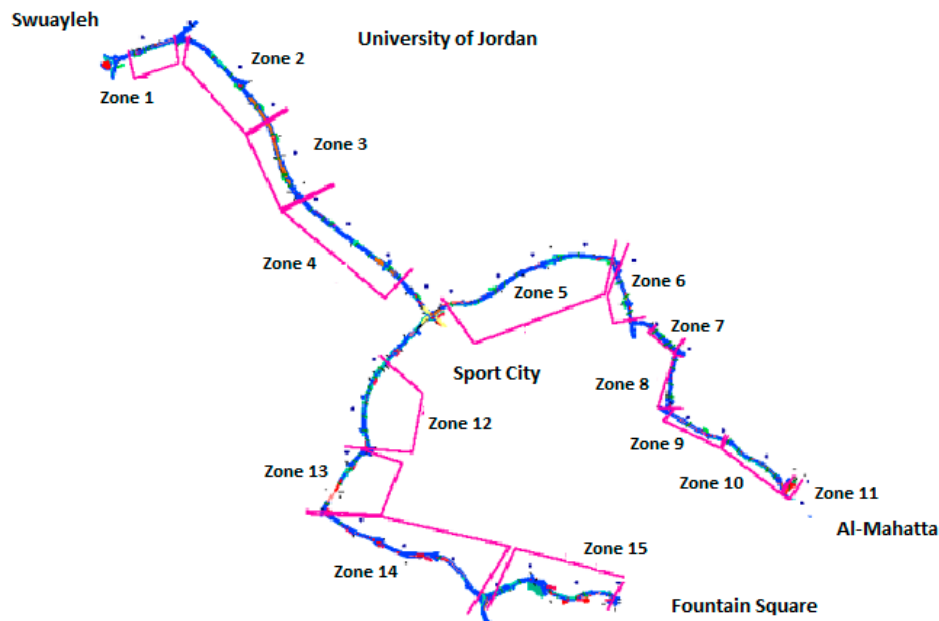 Swuayleh
University of Jordan
Zone 2
Zone 1
Zone 3
Zone 4
Zone 5
Zone 6
Zone 7
Sport City
Zone 8
Zone 12
Zone 9
Zone 13
Zone 10
Zone 11
Al-Mahatta
Zone 15
Zone 14
Fountain Square